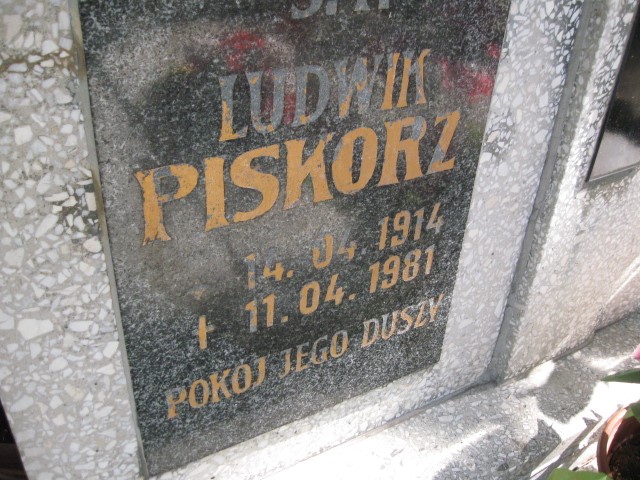 Ś.P.
LUDWIK
PISKORZ
* 14. 04. 1914
+ 11. 04. 1981
POKÓJ JEGO DUSZY